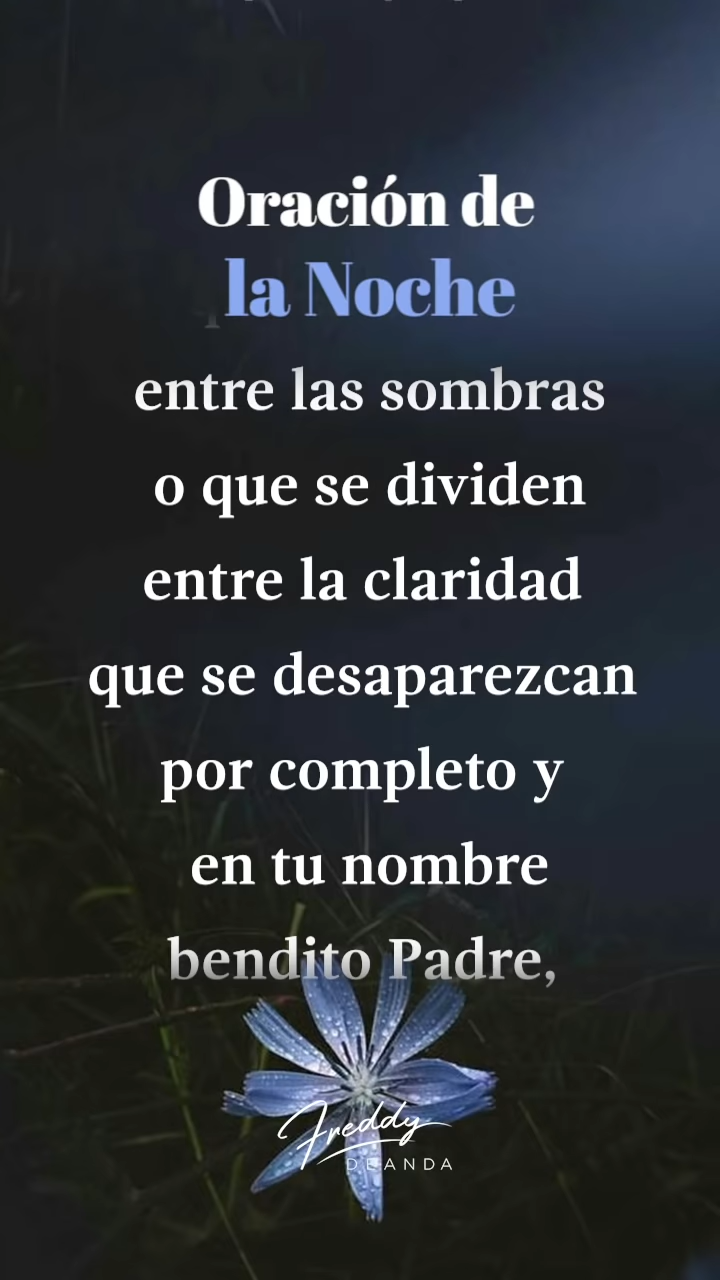 Oración de
la Noche
entre las sombras
o que se dividen
entre la claridad
que se desaparezcan
por completo y
en tu nombre
bendito Padre,
Freddy
DEANDA